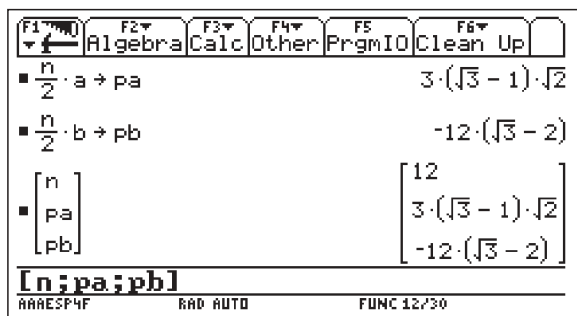 F1 F2 F3 F4 F5 F6
Algebra Calc Other PrgmIO Clean Up
n/2 · a → pa 3·(√3 − 1)·√2
n/2 · b → pb -12·(√3 − 2)
[n [12
pa 3·(√3 − 1)·√2
pb] -12·(√3 − 2)]
[n;pa;pb]
AAAESP4F RAD AUTO FUNC 12/30